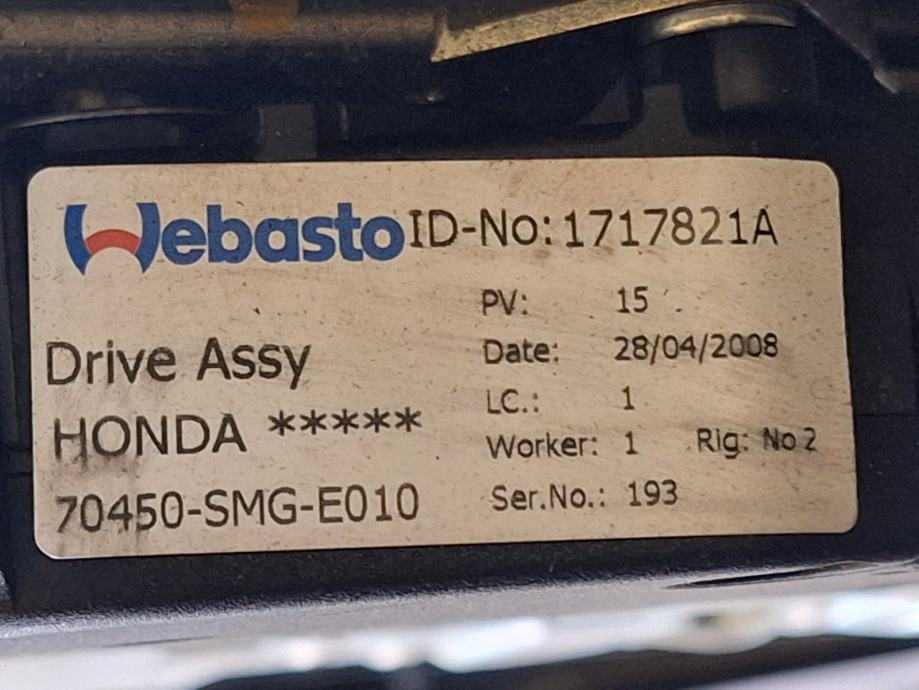 Webasto ID-No: 1717821A
PV: 15
Drive Assy Date: 28/04/2008
LC.: 1
HONDA ***** Worker: 1 Rig: No 2
70450-SMG-E010 Ser.No.: 193